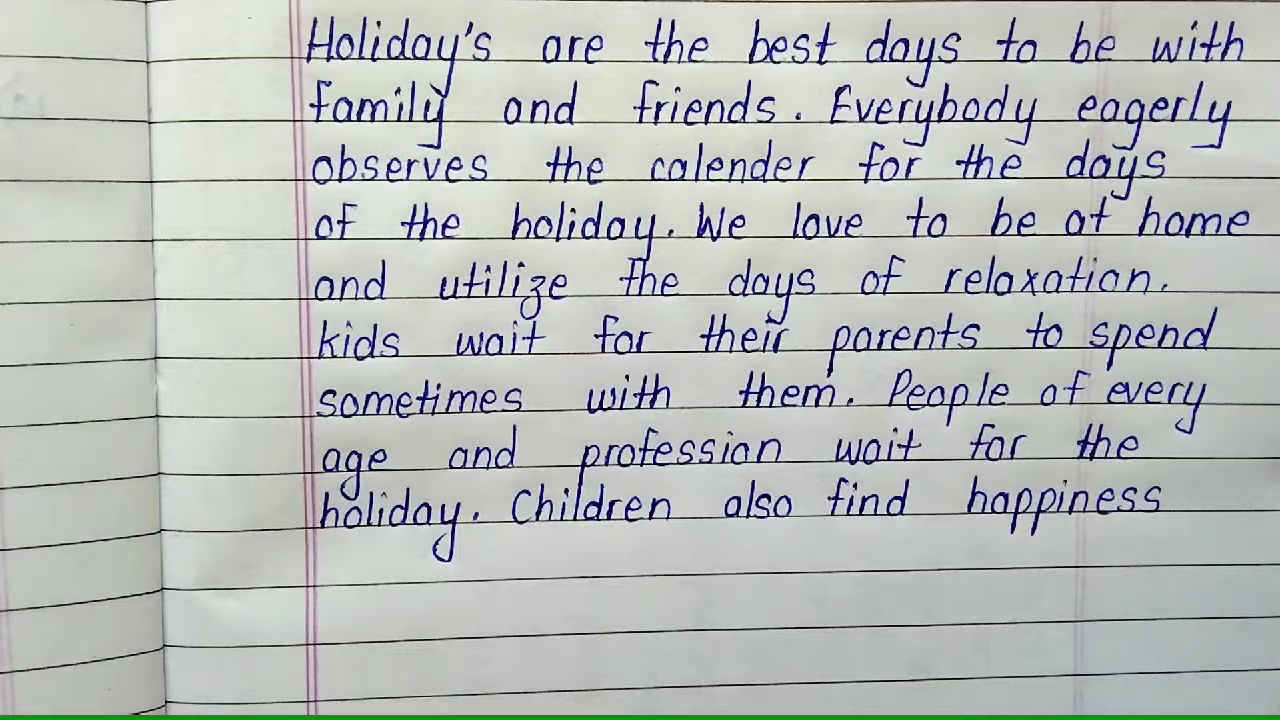 Holiday's are the best days to be with
family and friends. Everybody eagerly
observes the calender for the days
of the holiday. We love to be at home
and utilize the days of relaxation.
kids wait for their parents to spend
sometimes with them. People of every
age and profession wait for the
holiday. Children also find happiness